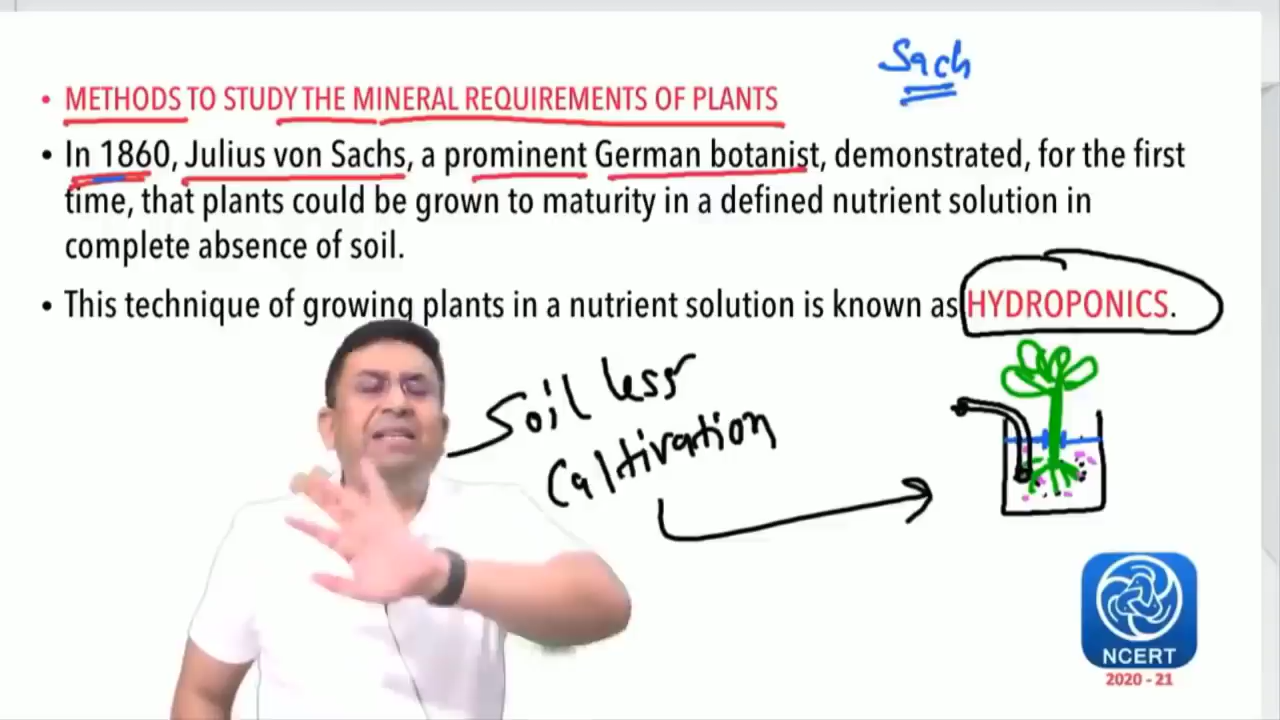 Sach
• METHODS TO STUDY THE MINERAL REQUIREMENTS OF PLANTS
• In 1860, Julius von Sachs, a prominent German botanist, demonstrated, for the first
time, that plants could be grown to maturity in a defined nutrient solution in
complete absence of soil.
• This technique of growing plants in a nutrient solution is known as HYDROPONICS.
Soil less
Caltivation
NCERT
2020 - 21